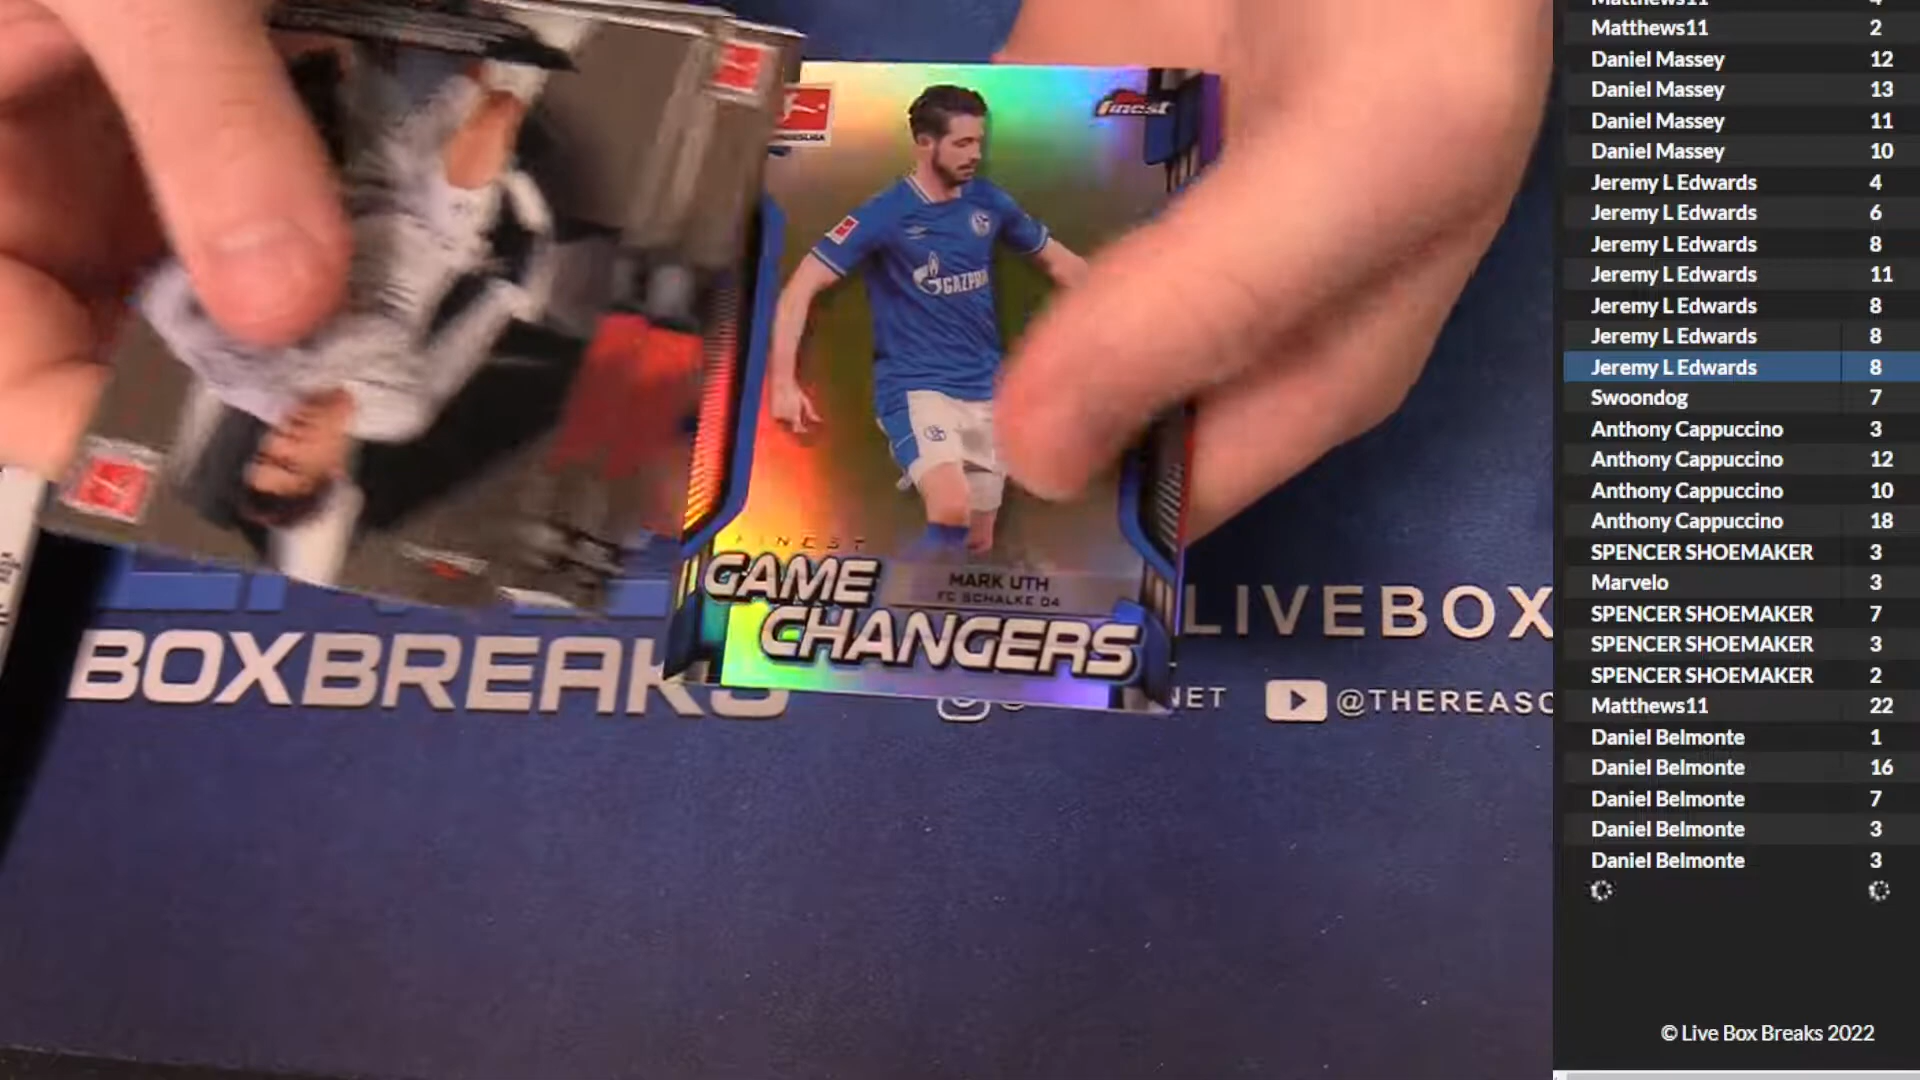 finest
GAZPROM
FINEST
GAME CHANGERS
MARK UTH
FC SCHALKE 04
BOXBREAKS
LIVEBOX
NET
@THEREASO
Matthews11 4
Matthews11 2
Daniel Massey 12
Daniel Massey 13
Daniel Massey 11
Daniel Massey 10
Jeremy L Edwards 4
Jeremy L Edwards 6
Jeremy L Edwards 8
Jeremy L Edwards 11
Jeremy L Edwards 8
Jeremy L Edwards 8
Jeremy L Edwards 8
Swoondog 7
Anthony Cappuccino 3
Anthony Cappuccino 12
Anthony Cappuccino 10
Anthony Cappuccino 18
SPENCER SHOEMAKER 3
Marvelo 3
SPENCER SHOEMAKER 7
SPENCER SHOEMAKER 3
SPENCER SHOEMAKER 2
Matthews11 22
Daniel Belmonte 1
Daniel Belmonte 16
Daniel Belmonte 7
Daniel Belmonte 3
Daniel Belmonte 3
© Live Box Breaks 2022